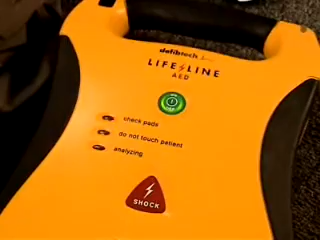 defibtech
LIFELINE
AED
check pads
do not touch patient
analyzing
SHOCK